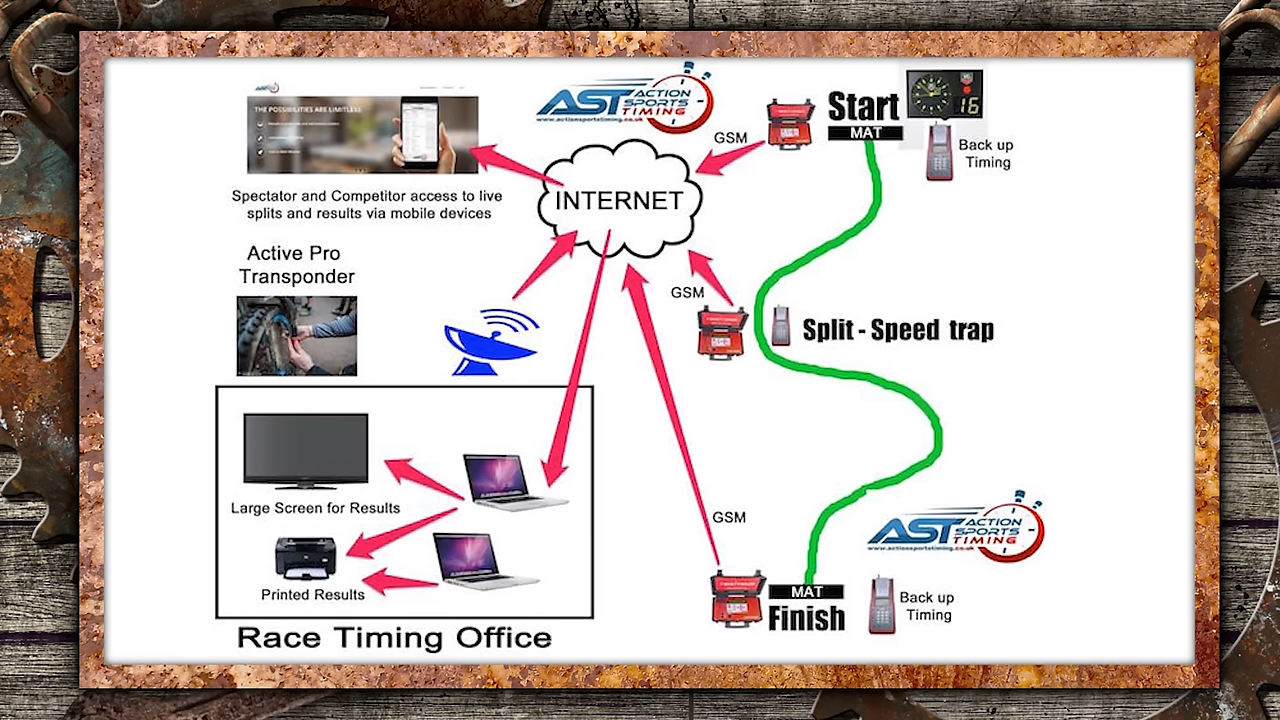 THE POSSIBILITIES ARE LIMITLESS
Spectator and Competitor access to live
splits and results via mobile devices
AST ACTION
SPORTS
TIMING
www.actionsportstiming.co.uk
INTERNET
GSM
Start
MAT
16
Back up
Timing
Active Pro
Transponder
GSM
Split - Speed trap
Large Screen for Results
Printed Results
Race Timing Office
GSM
AST ACTION
SPORTS
TIMING
www.actionsportstiming.co.uk
MAT
Finish
Back up
Timing